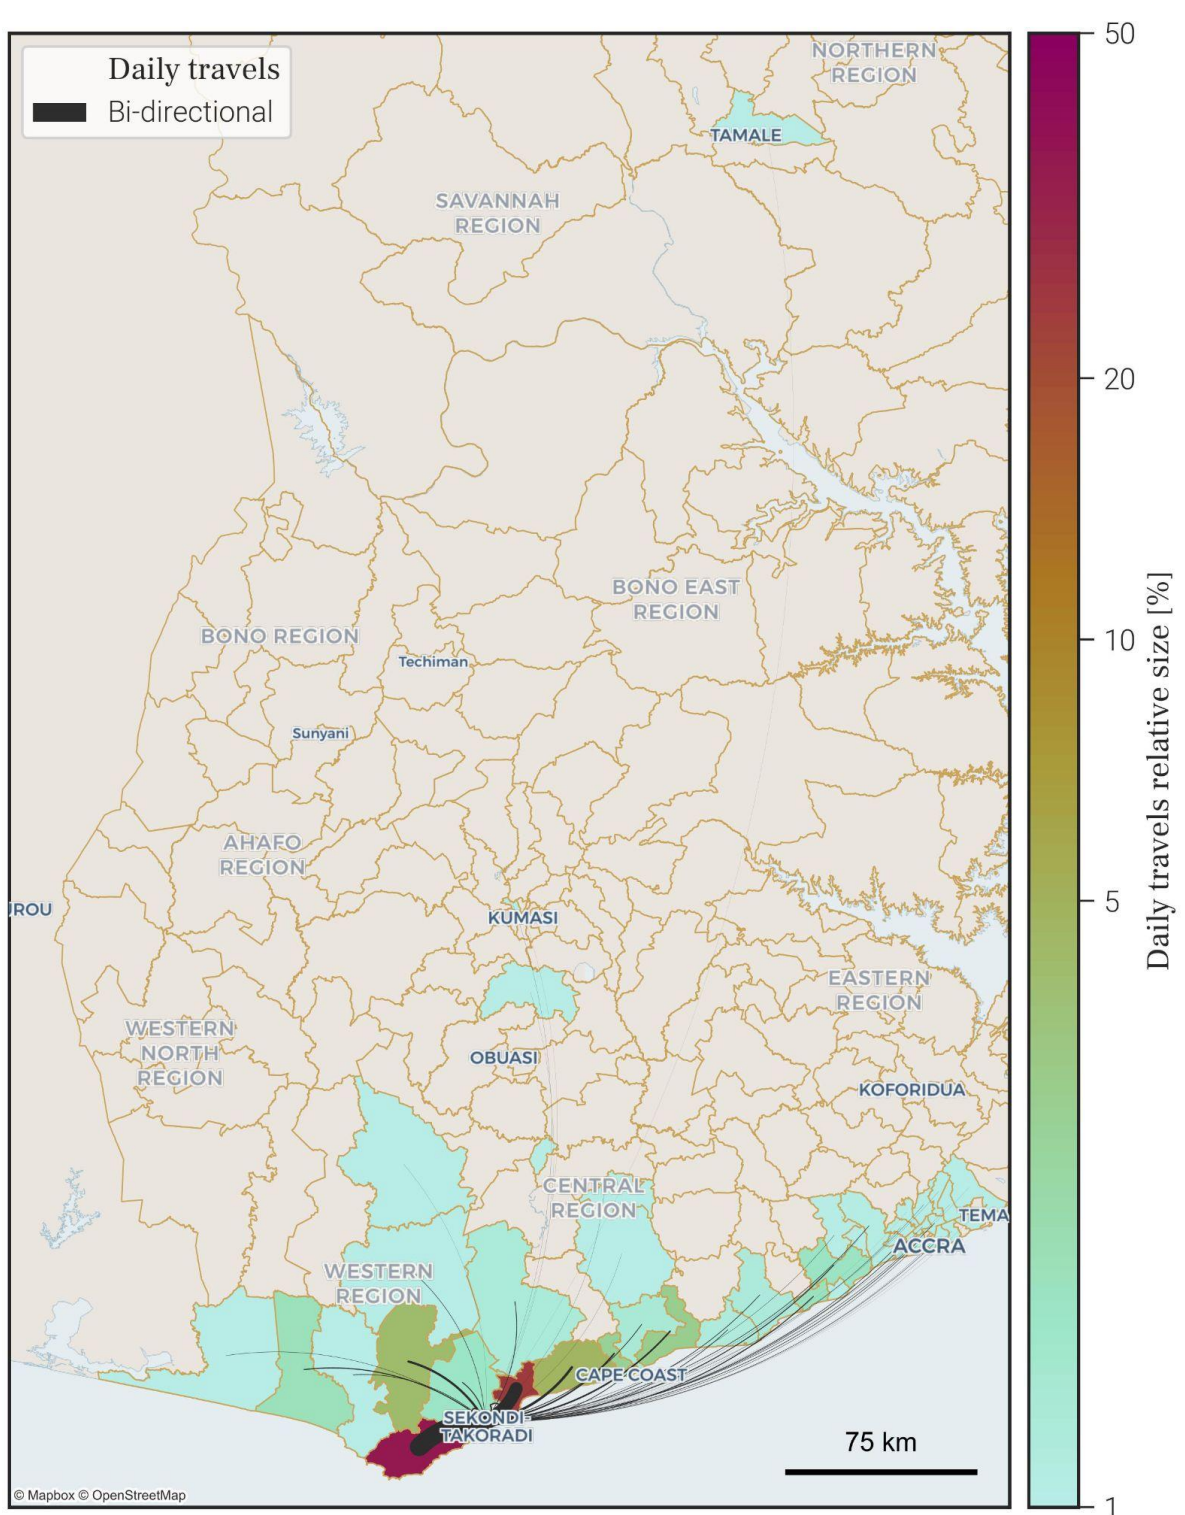 Daily travels
Bi-directional
NORTHERN
REGION
TAMALE
SAVANNAH
REGION
BONO EAST
REGION
BONO REGION
Techiman
Sunyani
AHAFO
REGION
JROU
KUMASI
EASTERN
REGION
WESTERN
NORTH
REGION
OBUASI
KOFORIDUA
CENTRAL
REGION
TEMA
ACCRA
WESTERN
REGION
CAPE COAST
SEKONDI-
TAKORADI
75 km
© Mapbox © OpenStreetMap
50
20
10
5
1
Daily travels relative size [%]